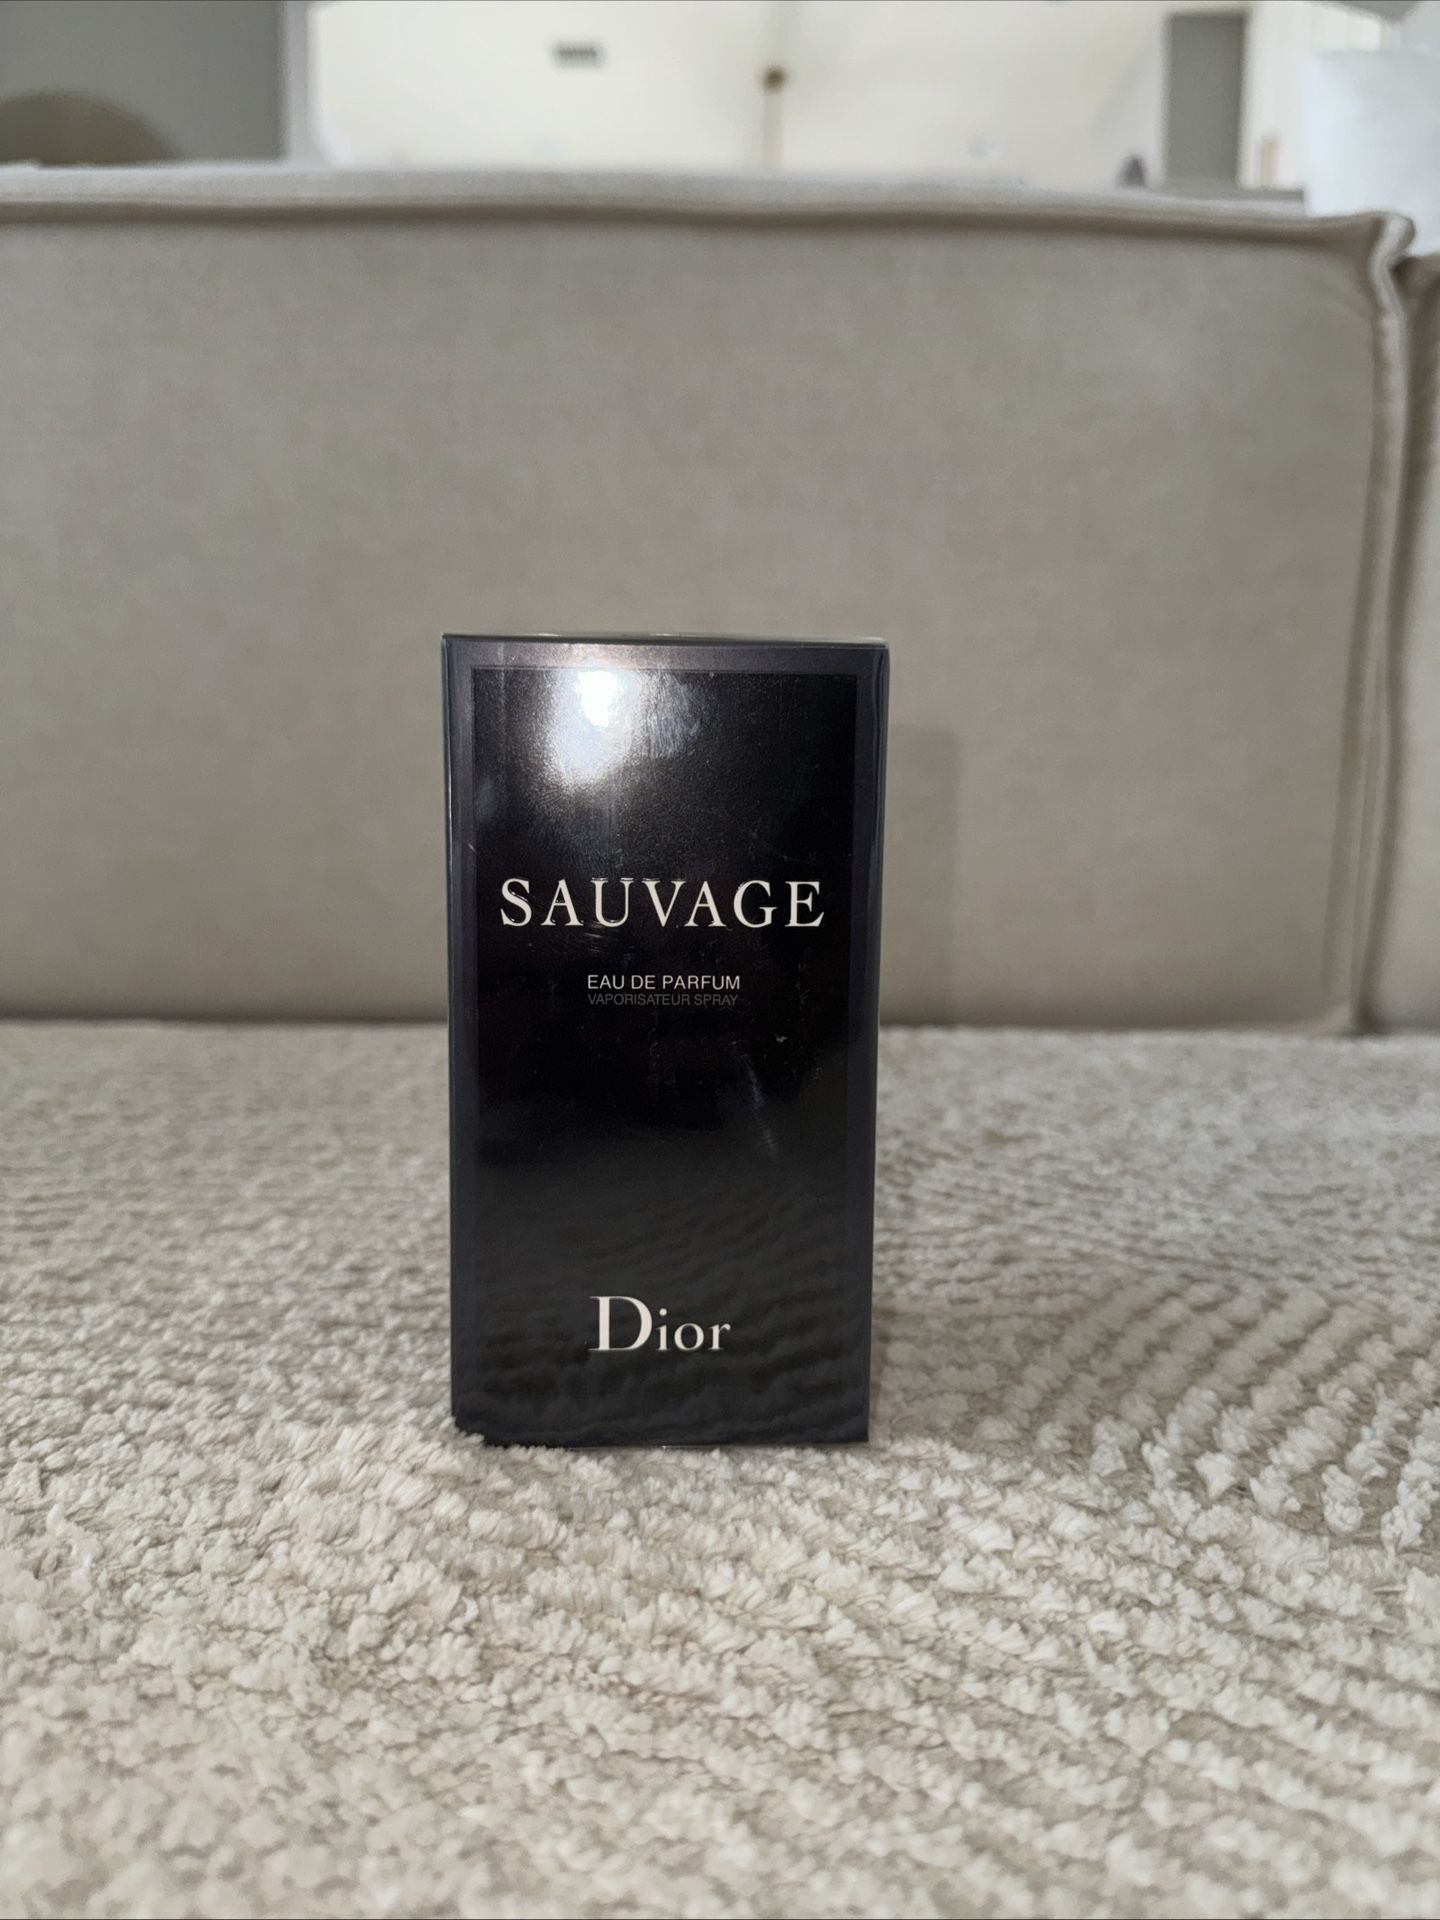 SAUVAGE
EAU DE PARFUM
VAPORISATEUR SPRAY
Dior